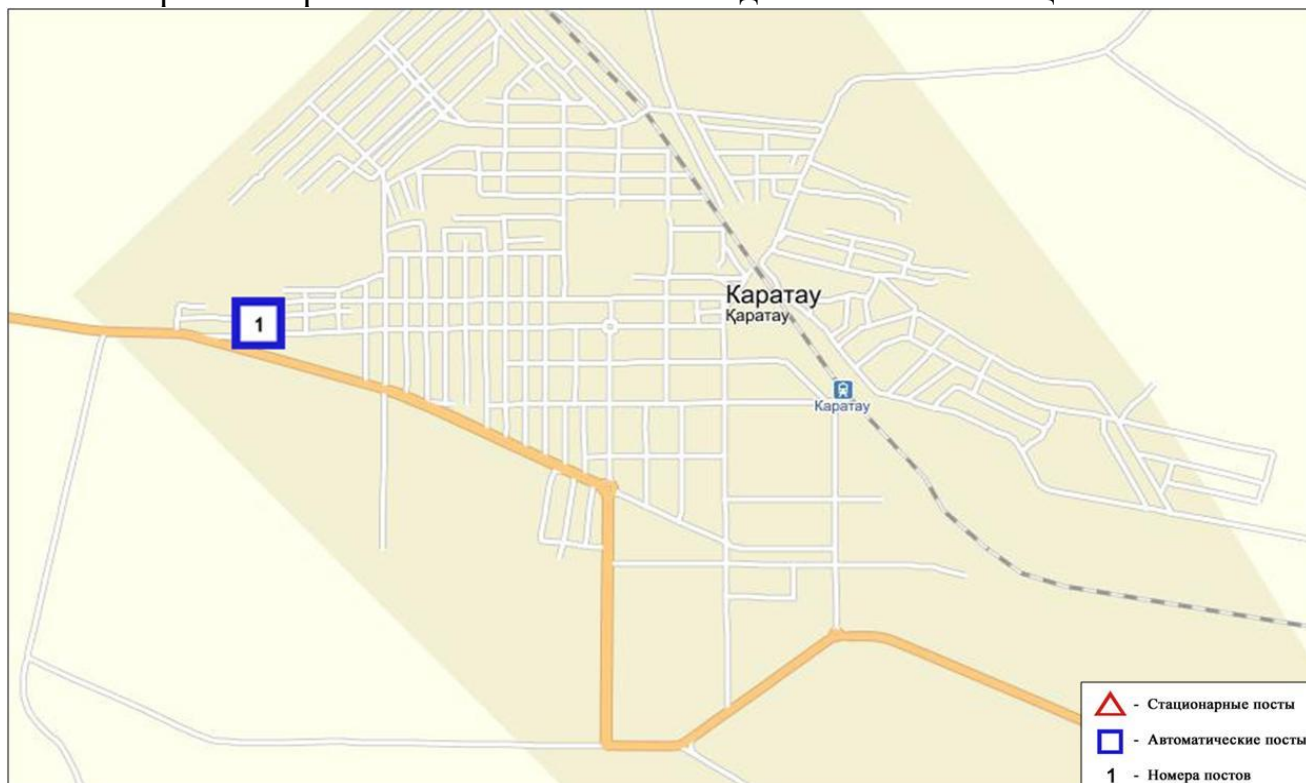 1
Каратау
Қаратау
Каратау
- Стационарные посты
- Автоматические посты
1 - Номера постов